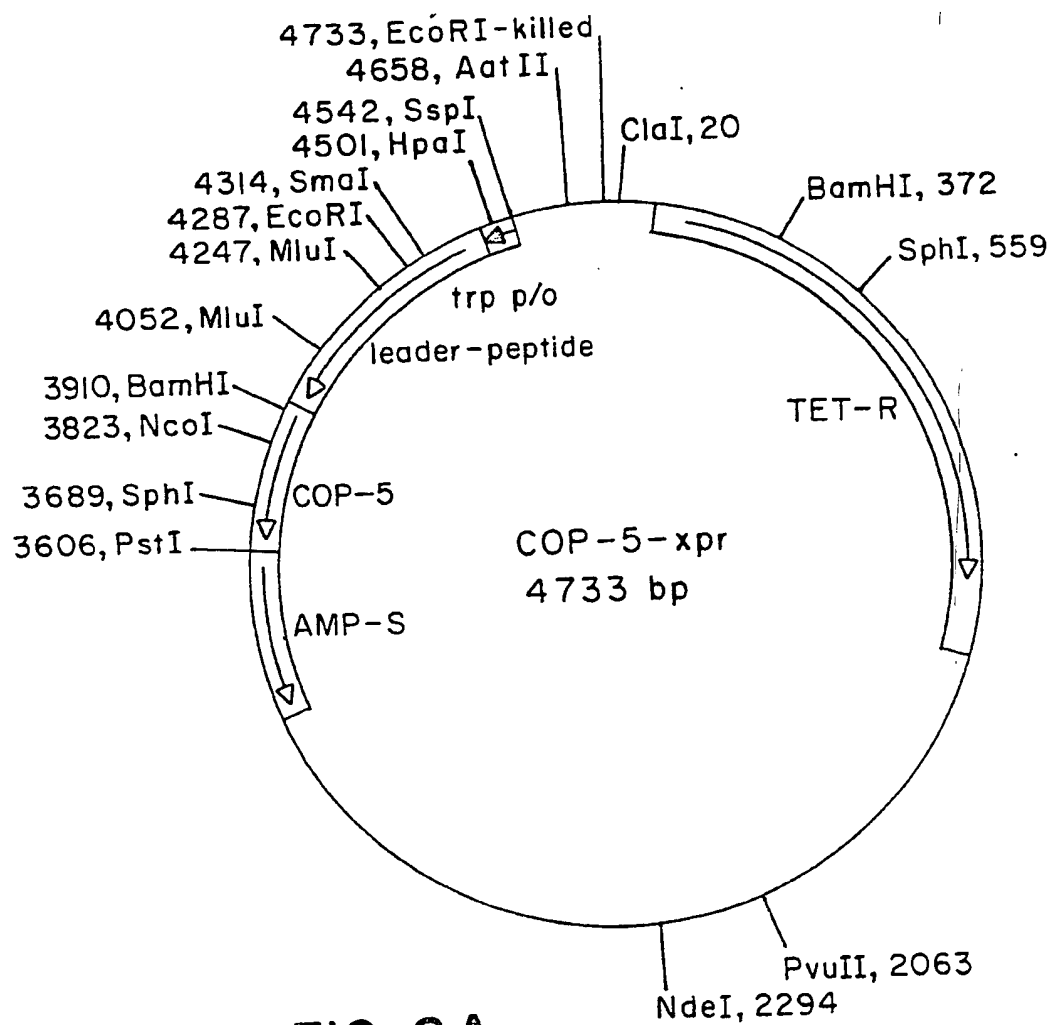 4733, EcoRI-killed
4658, AatII
4542, SspI
4501, HpaI
4314, SmaI
4287, EcoRI
4247, MluI
4052, MluI
3910, BamHI
3823, NcoI
3689, SphI
3606, PstI
ClaI, 20
BamHI, 372
SphI, 559
trp p/o
leader-peptide
TET-R
COP-5
COP-5-xpr
4733 bp
AMP-S
PvuII, 2063
NdeI, 2294